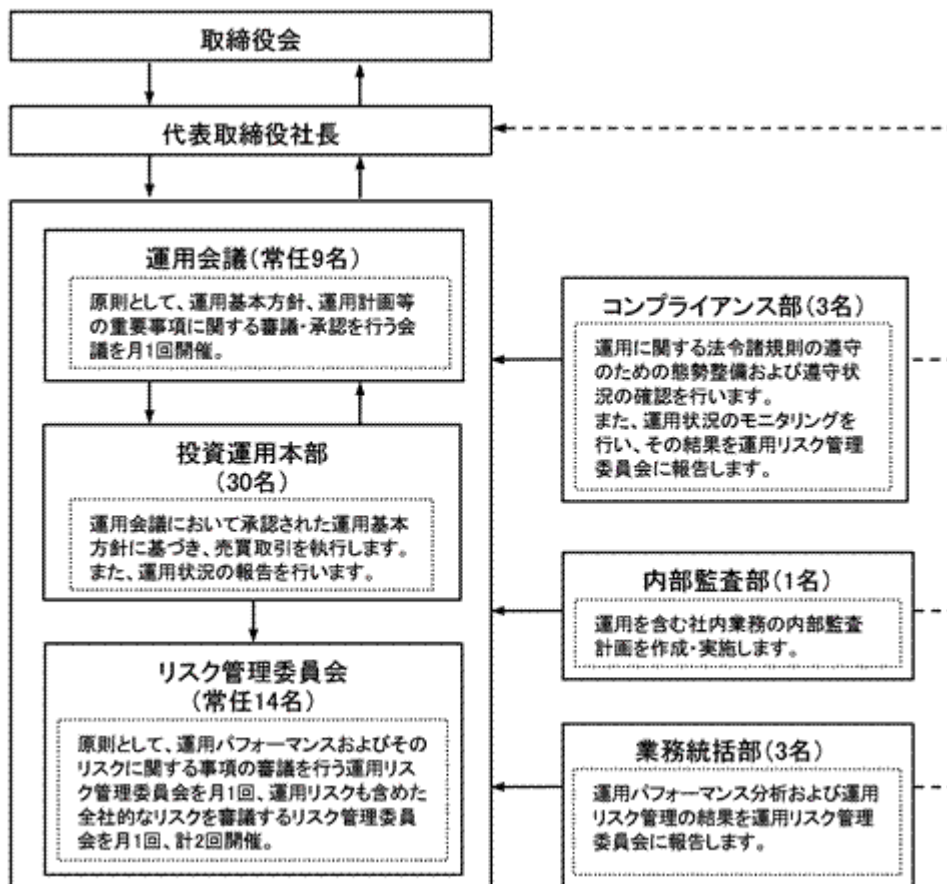 取締役会
代表取締役社長
運用会議(常任9名)
原則として、運用基本方針、運用計画等
の重要事項に関する審議・承認を行う会
議を月1回開催。
投資運用本部
(30名)
運用会議において承認された運用基本
方針に基づき、売買取引を執行します。
また、運用状況の報告を行います。
リスク管理委員会
(常任14名)
原則として、運用パフォーマンスおよびその
リスクに関する事項の審議を行う運用リス
ク管理委員会を月1回、運用リスクも含めた
全社的なリスクを審議するリスク管理委員
会を月1回、計2回開催。
コンプライアンス部(3名)
運用に関する法令諸規則の遵守
のための態勢整備および遵守状
況の確認を行います。
また、運用状況のモニタリングを
行い、その結果を運用リスク管理
委員会に報告します。
内部監査部(1名)
運用を含む社内業務の内部監査
計画を作成・実施します。
業務統括部(3名)
運用パフォーマンス分析および運用
リスク管理の結果を運用リスク管理
委員会に報告します。